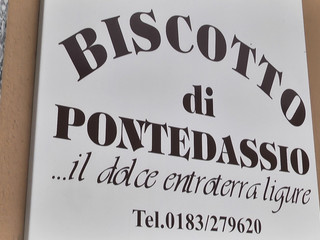 BISCOTTO
di
PONTEDASSIO
...il dolce entroterra ligure
Tel.0183/279620